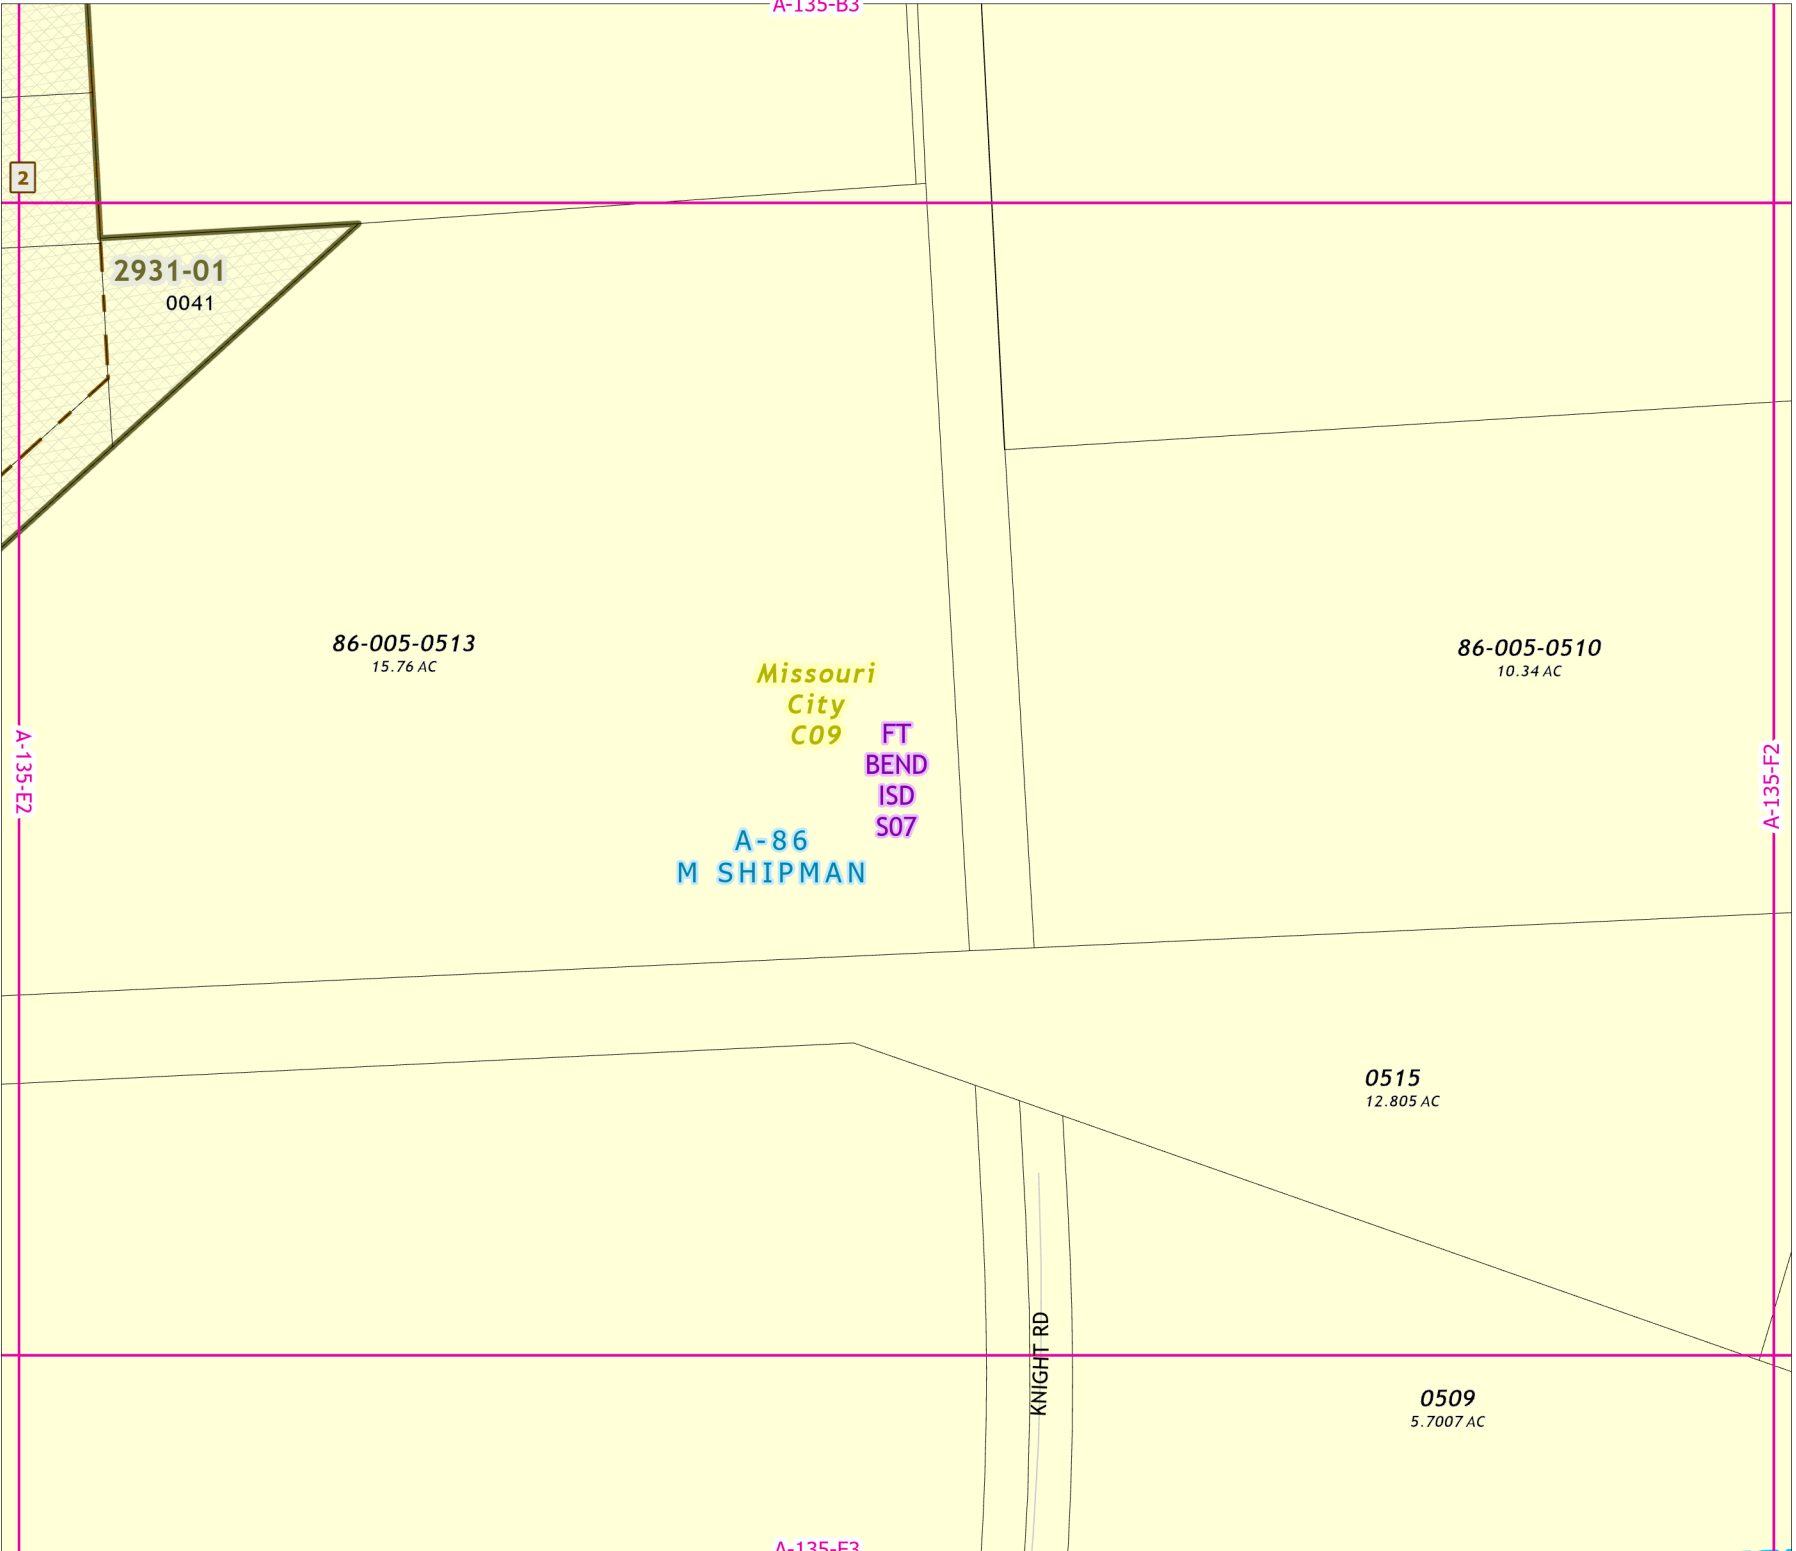 A-135-B3
2
2931-01
0041
86-005-0513
15.76 AC
86-005-0510
10.34 AC
Missouri
City
C09
FT
BEND
ISD
S07
A-135-E2
A-135-F2
A-86
M SHIPMAN
0515
12.805 AC
KNIGHT RD
0509
5.7007 AC